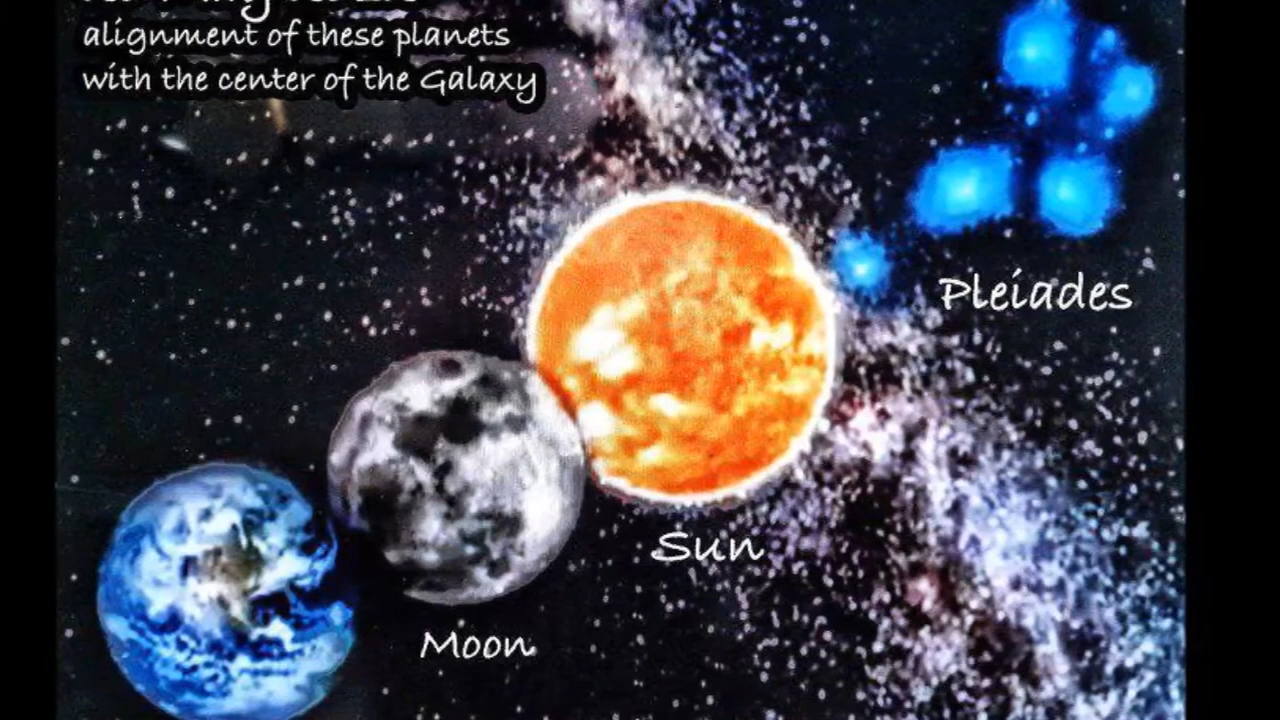 alignment of these planets
with the center of the Galaxy
Pleiades
Sun
Moon